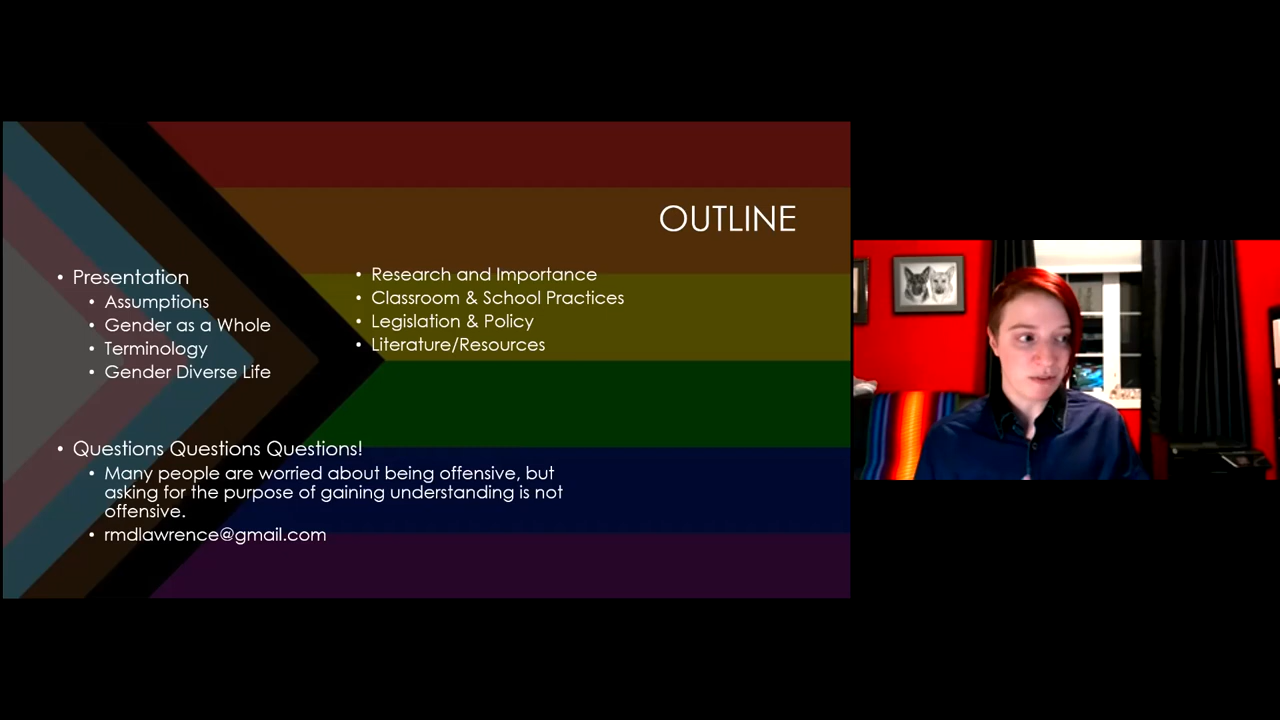 OUTLINE
• Presentation
• Assumptions
• Gender as a Whole
• Terminology
• Gender Diverse Life
• Research and Importance
• Classroom & School Practices
• Legislation & Policy
• Literature/Resources
• Questions Questions Questions!
• Many people are worried about being offensive, but
asking for the purpose of gaining understanding is not
offensive.
• rmdlawrence@gmail.com